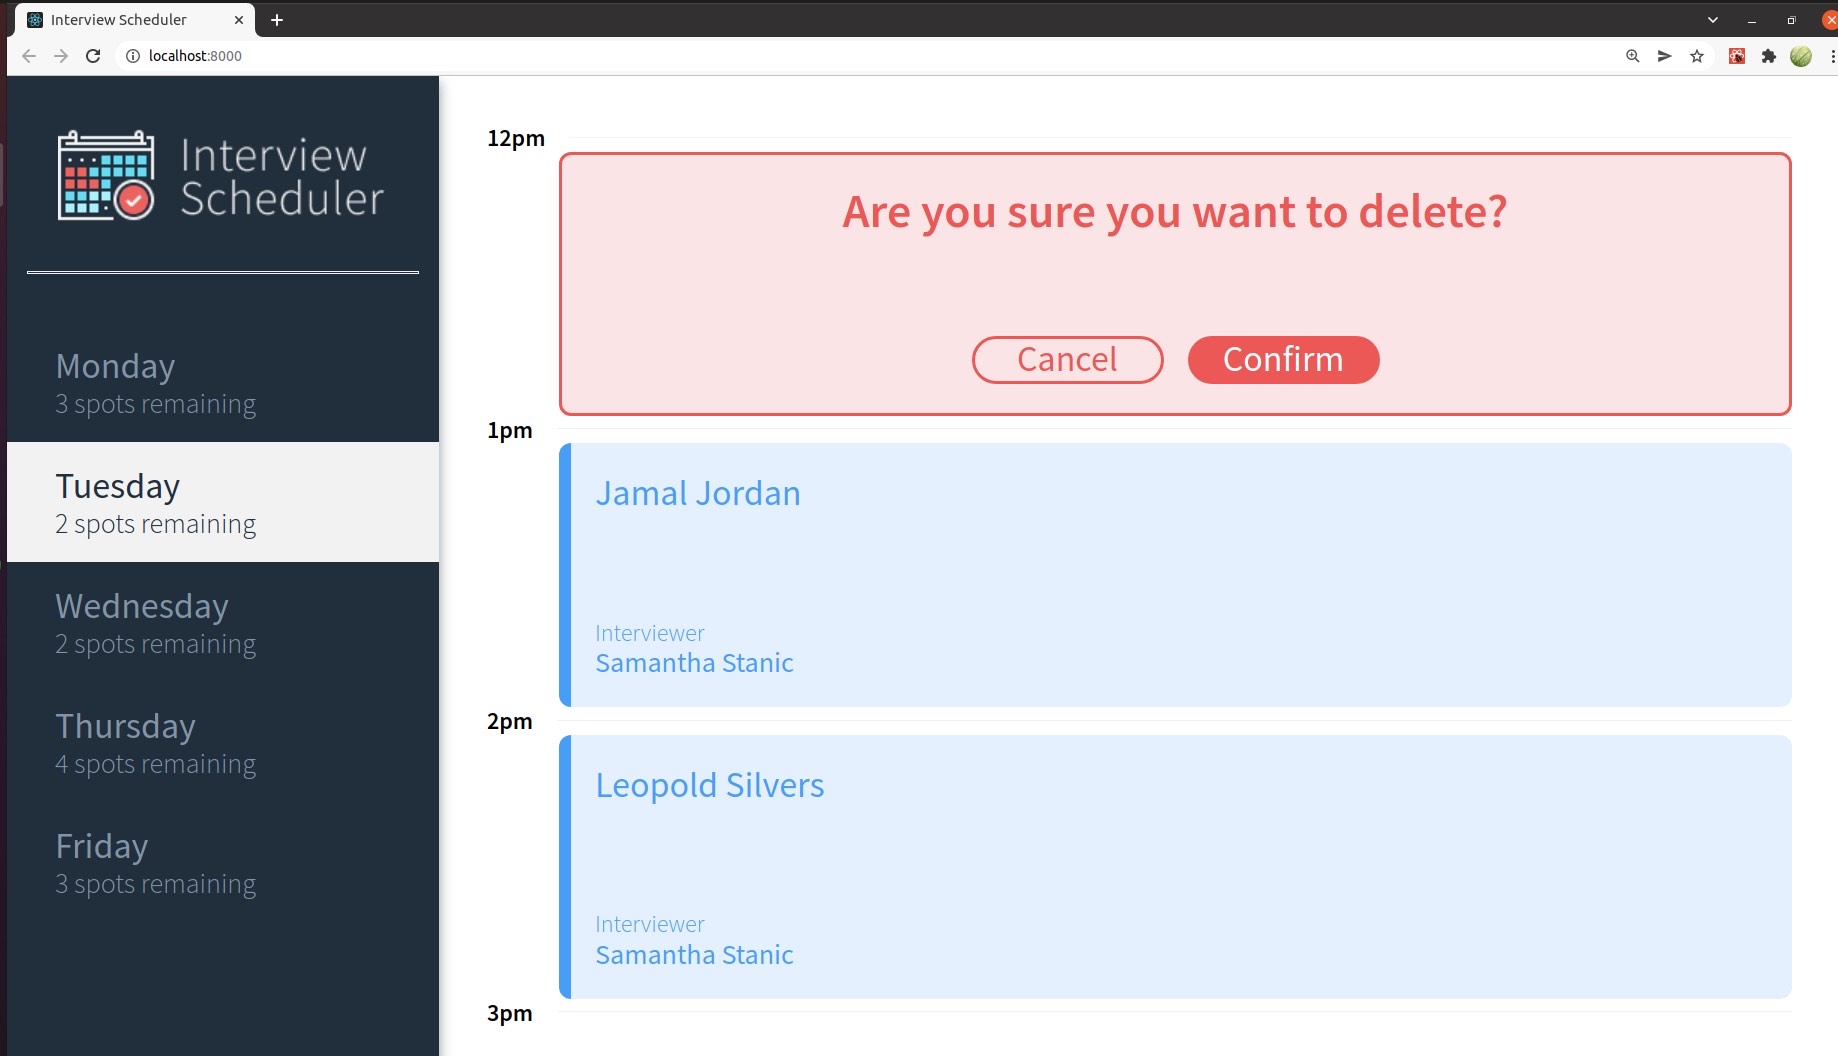 Interview Scheduler
localhost:8000
Interview
Scheduler
Monday
3 spots remaining
Tuesday
2 spots remaining
Wednesday
2 spots remaining
Thursday
4 spots remaining
Friday
3 spots remaining
12pm
Are you sure you want to delete?
Cancel Confirm
1pm
Jamal Jordan
Interviewer
Samantha Stanic
2pm
Leopold Silvers
Interviewer
Samantha Stanic
3pm